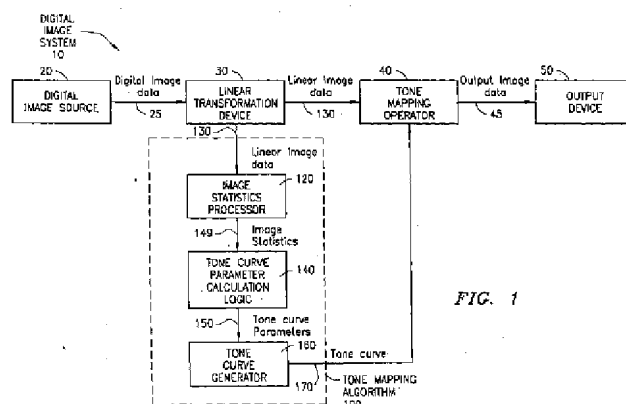 DIGITAL
IMAGE
SYSTEM
10
20
DIGITAL
IMAGE SOURCE
Digital Image
data
25
30
LINEAR
TRANSFORMATION
DEVICE
Linear Image
data
130
40
TONE
MAPPING
OPERATOR
Output Image
data
45
50
OUTPUT
DEVICE
130
Linear Image
data
IMAGE
STATISTICS
PROCESSOR
120
149
Image
Statistics
TONE CURVE
PARAMETER
CALCULATION
LOGIC
140
150
Tone curve
Parameters
TONE
CURVE
GENERATOR
160
Tone curve
170
TONE MAPPING
ALGORITHM
FIG. 1